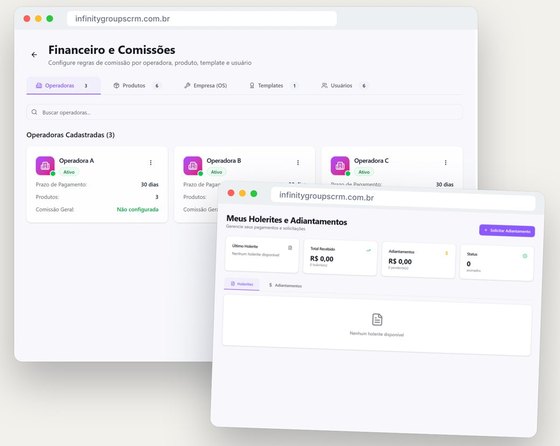 infinitygroupscrm.com.br
Financeiro e Comissões
Configure regras de comissão por operadora, produto, template e usuário
Operadoras 3
Produtos 6
Empresa (OS)
Templates 1
Usuários 6
Buscar operadoras...
Operadoras Cadastradas (3)
Operadora A
Ativo
Prazo de Pagamento: 30 dias
Produtos: 3
Comissão Geral: Não configurada
Operadora B
Ativo
Prazo de Pagam
Produtos:
Comissão Gera
Operadora C
Ativo
infinitygroupscrm.com.br
Meus Holerites e Adiantamentos
Gerencie seus pagamentos e solicitações
+ Solicitar Adiantamento
Último Holerite
Nenhum holerite disponível
Total Recebido
R$ 0,00
Adiantamentos
R$ 0,00
Status
0
Holerites
$ Adiantamentos
Nenhum holerite disponível